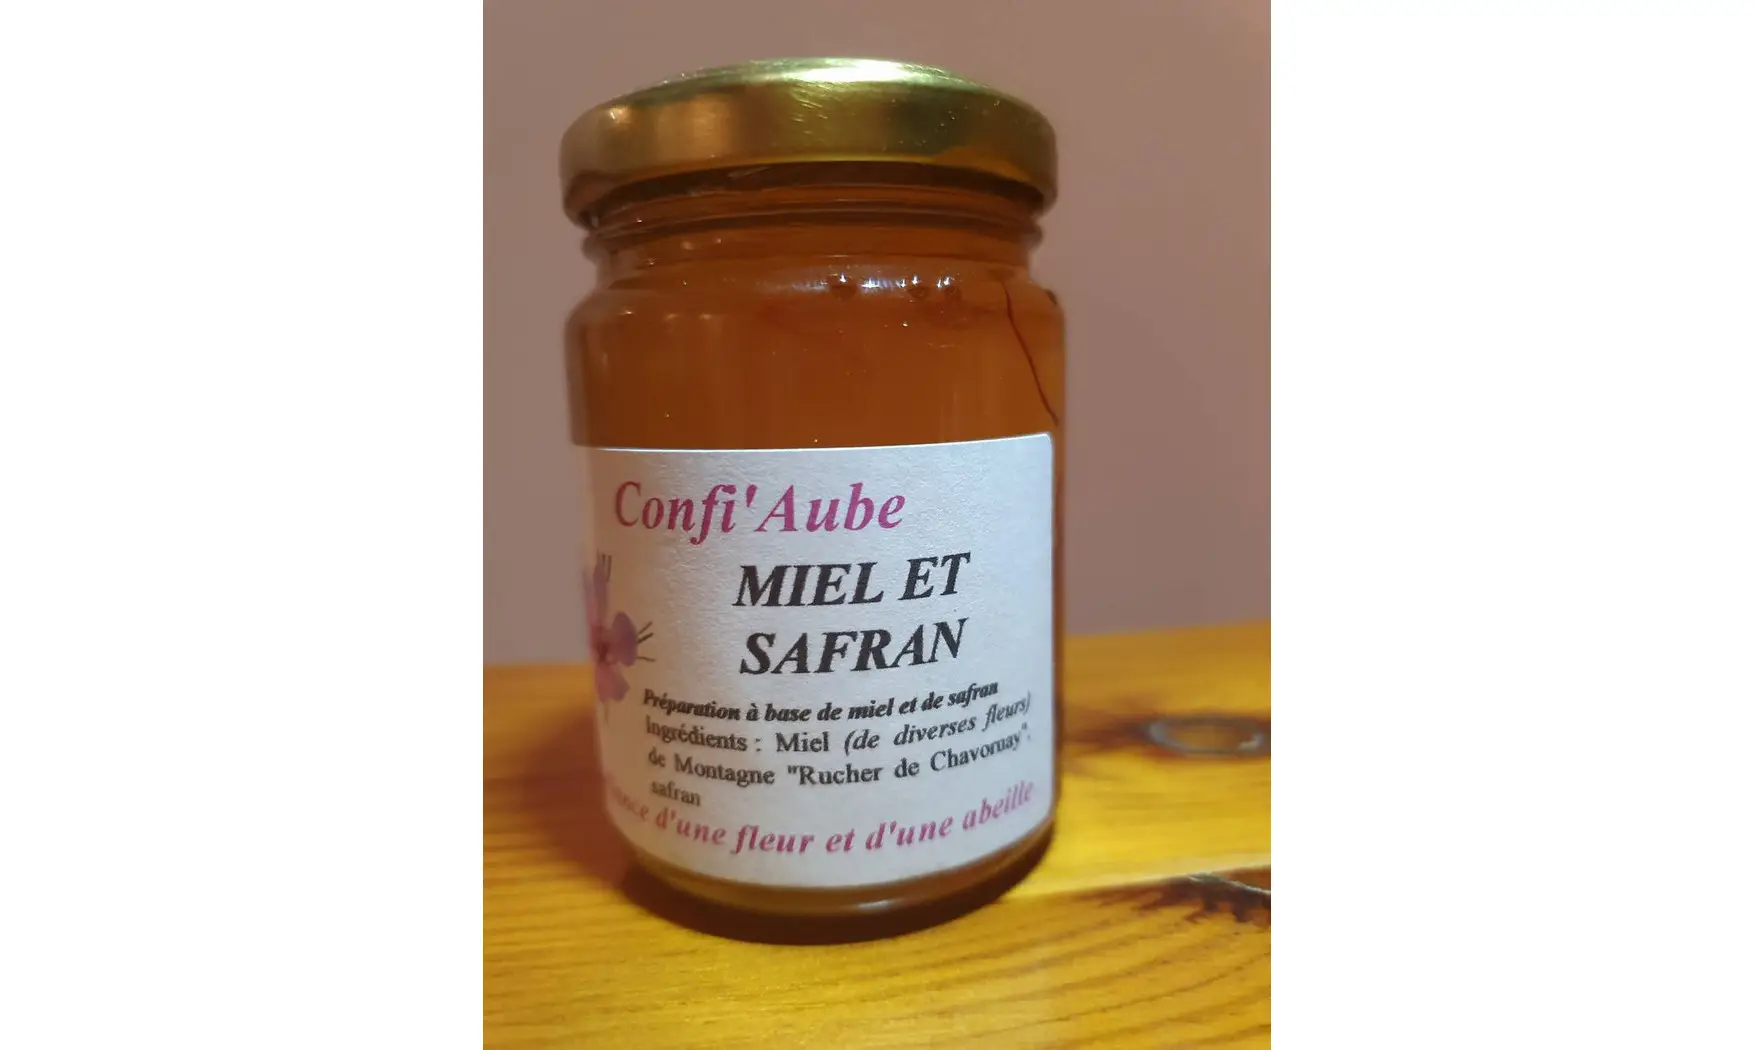 Confi'Aube
MIEL ET
SAFRAN
Préparation à base de miel et de safran
Ingrédients : Miel (de diverses fleurs)
de Montagne "Rucher de Chavornay",
safran
d'une fleur et d'une abeille